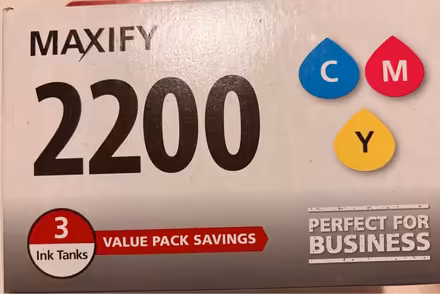 MAXIFY
2200
C
M
Y
3
Ink Tanks
VALUE PACK SAVINGS
PERFECT FOR
BUSINESS